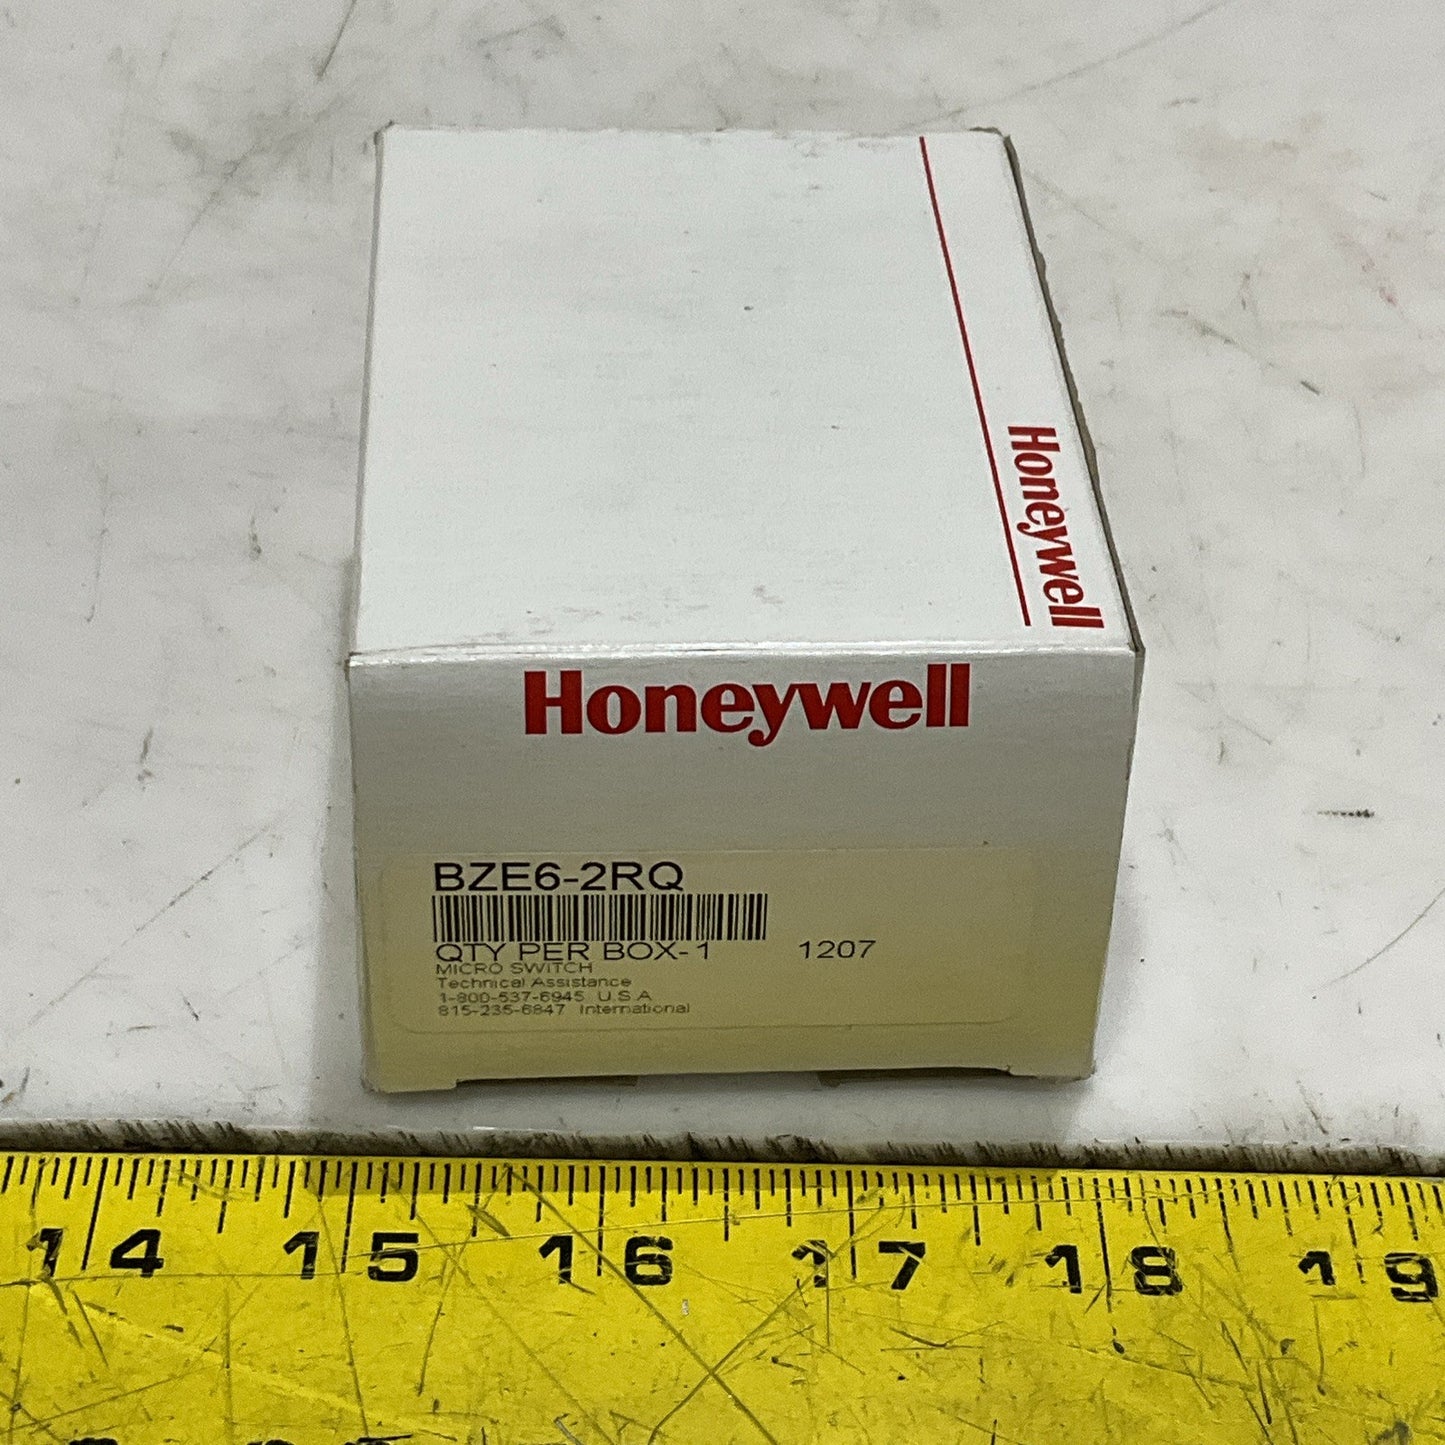 Honeywell
Honeywell
BZE6-2RQ
QTY PER BOX-1 1207
MICRO SWITCH
Technical Assistance
1-800-537-6945 U.S.A
815-235-6847 International
14 15 16 17 18 19